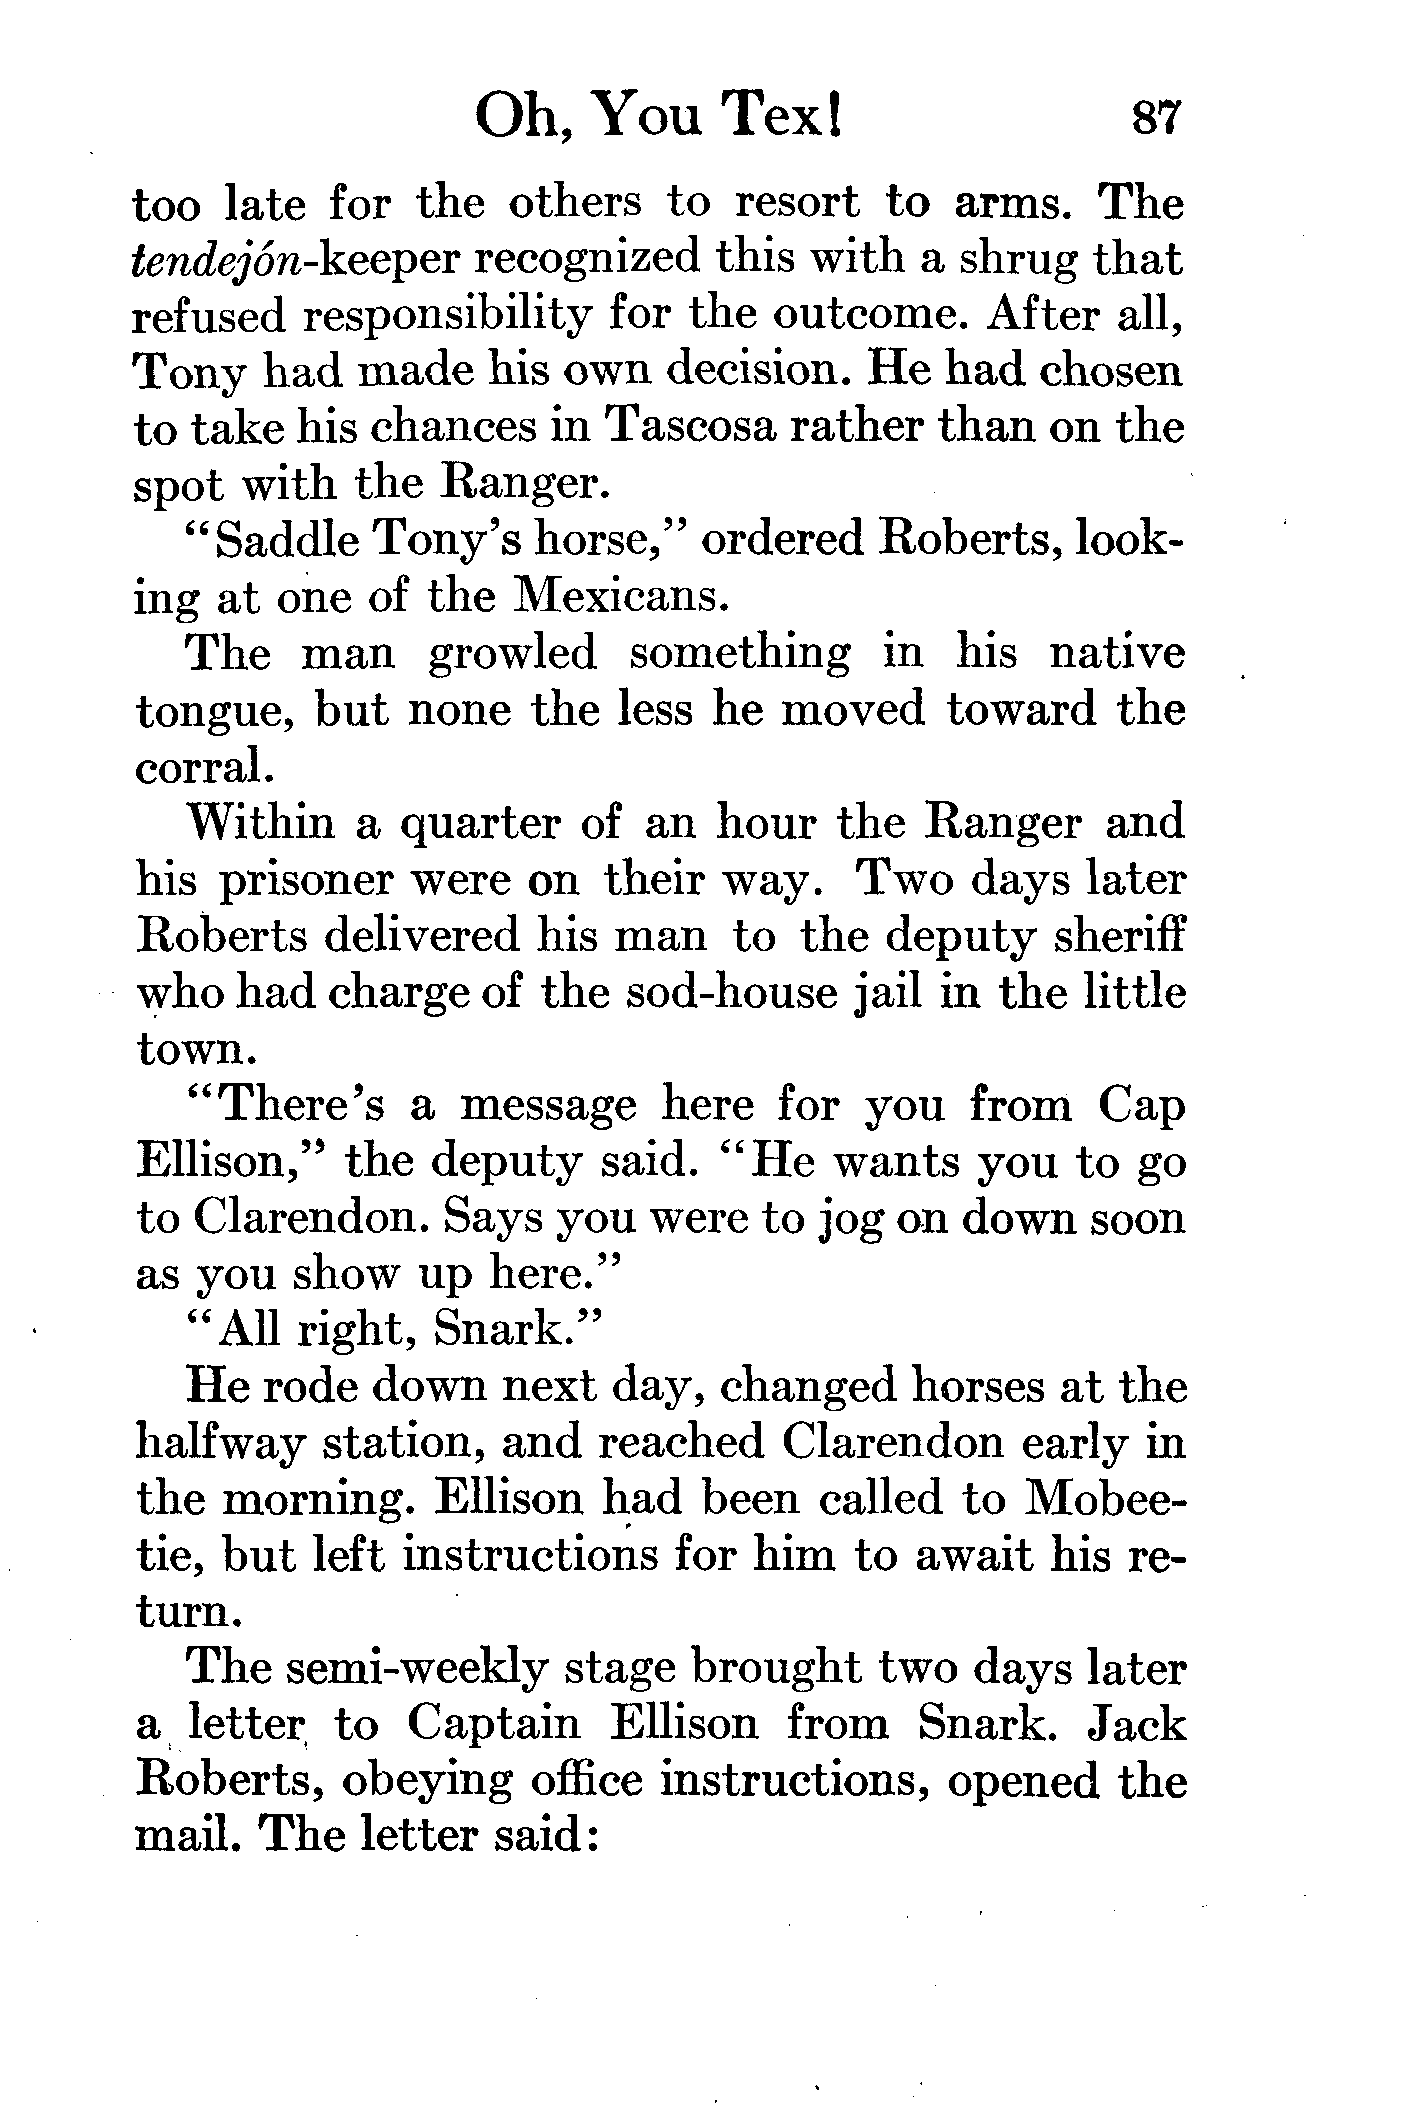 Oh, You Tex! 87
too late for the others to resort to arms. The
tendejón-keeper recognized this with a shrug that
refused responsibility for the outcome. After all,
Tony had made his own decision. He had chosen
to take his chances in Tascosa rather than on the
spot with the Ranger.
“Saddle Tony’s horse,” ordered Roberts, look-
ing at one of the Mexicans.
The man growled something in his native
tongue, but none the less he moved toward the
corral.
Within a quarter of an hour the Ranger and
his prisoner were on their way. Two days later
Roberts delivered his man to the deputy sheriff
who had charge of the sod-house jail in the little
town.
“There’s a message here for you from Cap
Ellison,” the deputy said. “He wants you to go
to Clarendon. Says you were to jog on down soon
as you show up here.”
“All right, Snark.”
He rode down next day, changed horses at the
halfway station, and reached Clarendon early in
the morning. Ellison had been called to Mobee-
tie, but left instructions for him to await his re-
turn.
The semi-weekly stage brought two days later
a letter to Captain Ellison from Snark. Jack
Roberts, obeying office instructions, opened the
mail. The letter said: